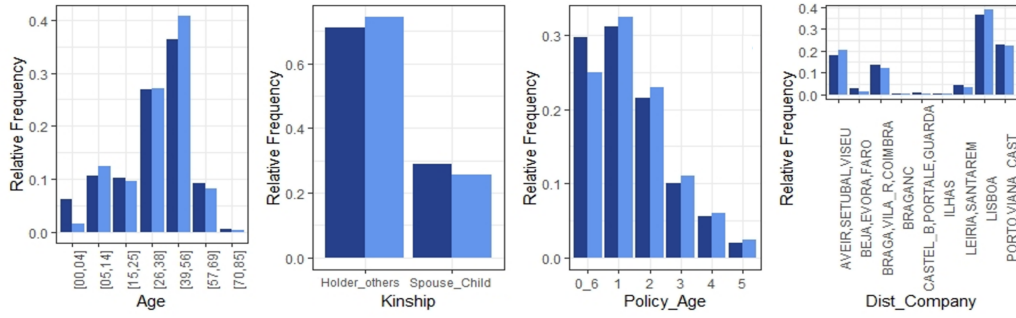 Relative Frequency
0.4
0.3
0.2
0.1
0.0
[00,04]
[05,14]
[15,25]
[26,38]
[39,56]
[57,69]
[70,85]
Age
Relative Frequency
0.6
0.4
0.2
0.0
Holder_others
Spouse_Child
Kinship
Relative Frequency
0.3
0.2
0.1
0.0
0_6
1
2
3
4
5
Policy_Age
Relative Frequency
0.4
0.3
0.2
0.1
0.0
AVEIR,SETUBAL,VISEU
BEJA,EVORA,FARO
BRAGA,VILA_R,COIMBRA
BRAGANC
CASTEL_B,PORTALE,GUARDA
ILHAS
LEIRIA,SANTAREM
LISBOA
PORTO,VIANA_CAST
Dist_Company